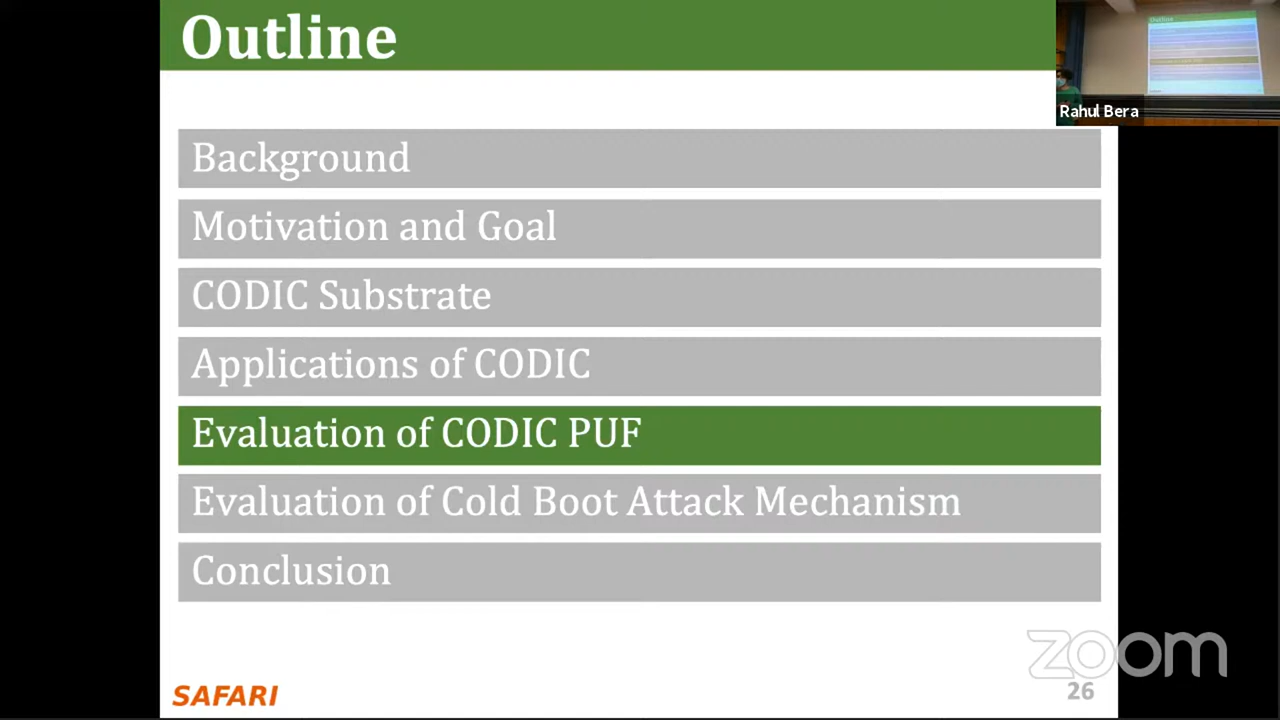 Outline
Rahul Bera
Background
Motivation and Goal
CODIC Substrate
Applications of CODIC
Evaluation of CODIC PUF
Evaluation of Cold Boot Attack Mechanism
Conclusion
zoom
SAFARI
26